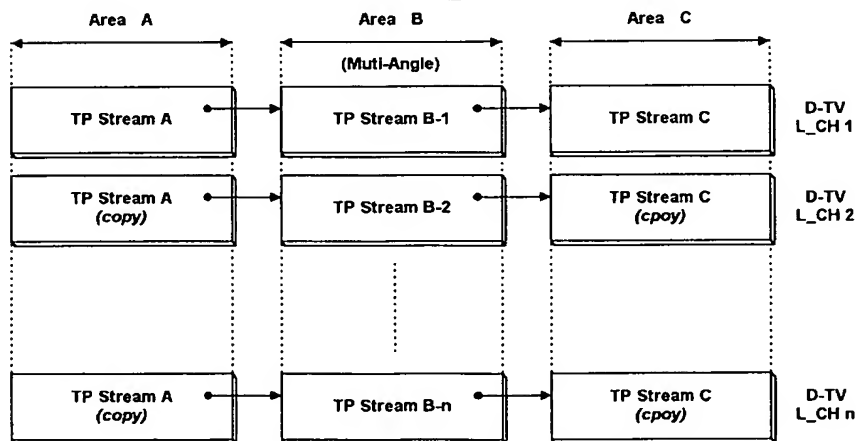 Area A
Area B
Area C
(Muti-Angle)
TP Stream A
TP Stream B-1
TP Stream C
D-TV
L_CH 1
TP Stream A
(copy)
TP Stream B-2
TP Stream C
(cpoy)
D-TV
L_CH 2
TP Stream A
(copy)
TP Stream B-n
TP Stream C
(cpoy)
D-TV
L_CH n